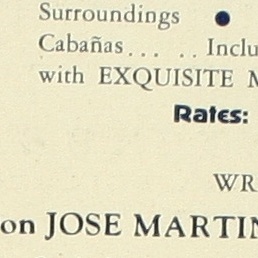 Surroundings ●
Cabañas... .. Inclu
with EXQUISITE M
Rates:
WR
on JOSE MARTIN